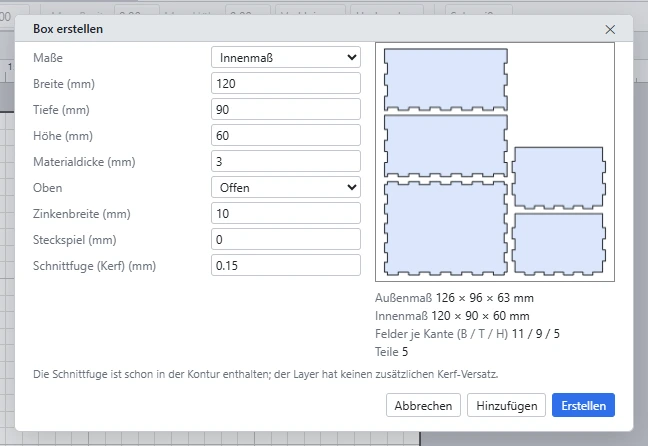 Box erstellen
Maße Innenmaß
Breite (mm) 120
Tiefe (mm) 90
Höhe (mm) 60
Materialdicke (mm) 3
Oben Offen
Zinkenbreite (mm) 10
Steckspiel (mm) 0
Schnittfuge (Kerf) (mm) 0.15
Außenmaß 126 × 96 × 63 mm
Innenmaß 120 × 90 × 60 mm
Felder je Kante (B / T / H) 11 / 9 / 5
Teile 5
Die Schnittfuge ist schon in der Kontur enthalten; der Layer hat keinen zusätzlichen Kerf-Versatz.
Abbrechen Hinzufügen Erstellen